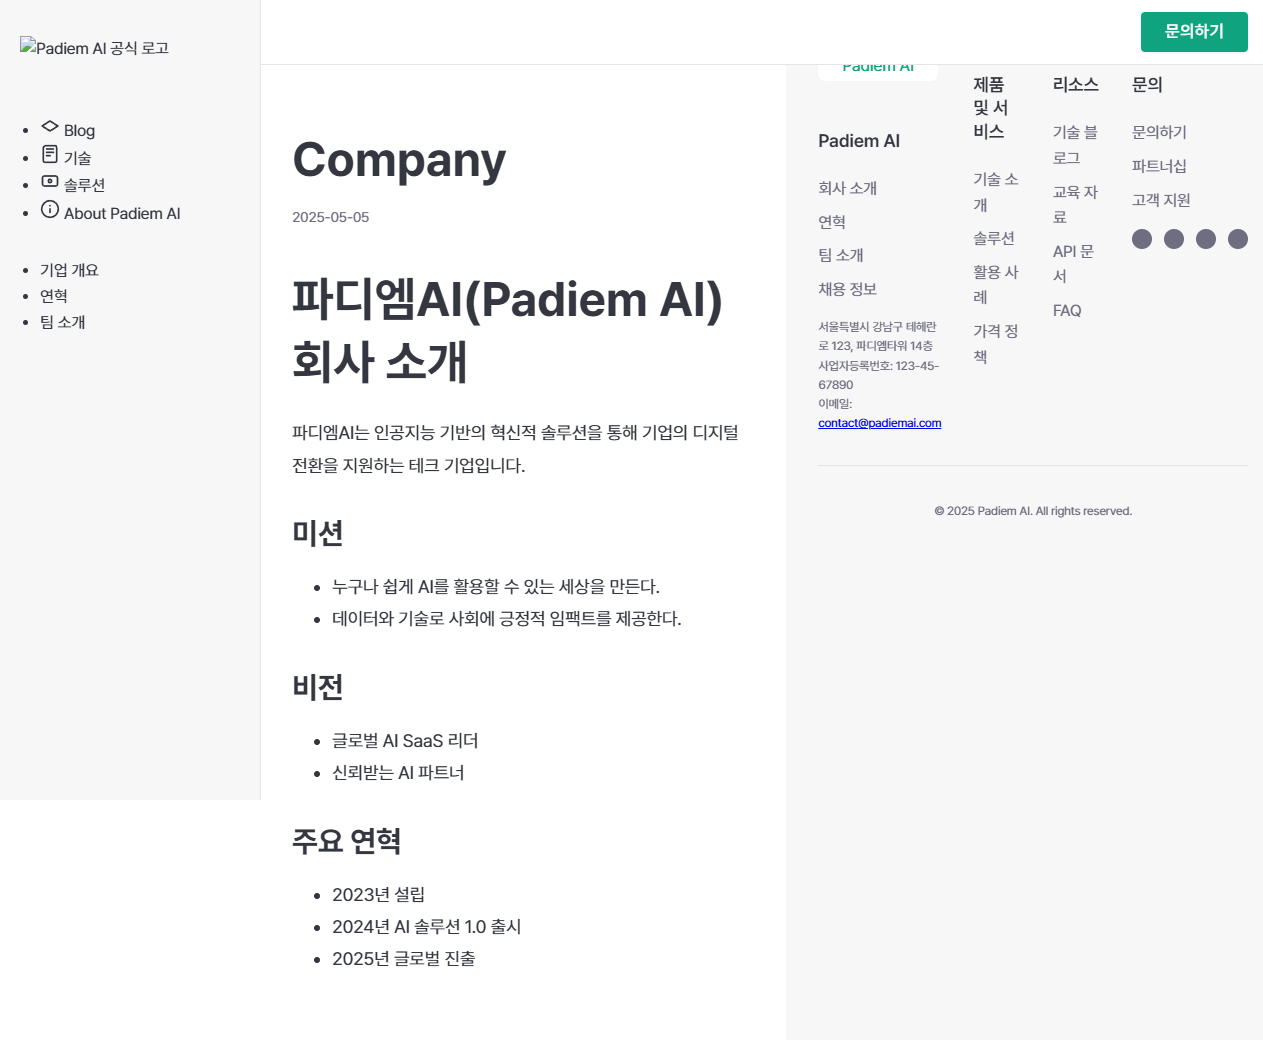 Padiem AI 공식 로고
Blog
기술
솔루션
About Padiem AI
기업 개요
연혁
팀 소개
문의하기
Company
2025-05-05
파디엠AI(Padiem AI)
회사 소개
파디엠AI는 인공지능 기반의 혁신적 솔루션을 통해 기업의 디지털
전환을 지원하는 테크 기업입니다.
미션
누구나 쉽게 AI를 활용할 수 있는 세상을 만든다.
데이터와 기술로 사회에 긍정적 임팩트를 제공한다.
비전
글로벌 AI SaaS 리더
신뢰받는 AI 파트너
주요 연혁
2023년 설립
2024년 AI 솔루션 1.0 출시
2025년 글로벌 진출
Padiem AI
Padiem AI
회사 소개
연혁
팀 소개
채용 정보
서울특별시 강남구 테헤란
로 123, 파디엠타워 14층
사업자등록번호: 123-45-
67890
이메일:
contact@padiemai.com
제품
및 서
비스
기술 소
개
솔루션
활용 사
례
가격 정
책
리소스
기술 블
로그
교육 자
료
API 문
서
FAQ
문의
문의하기
파트너십
고객 지원
© 2025 Padiem AI. All rights reserved.